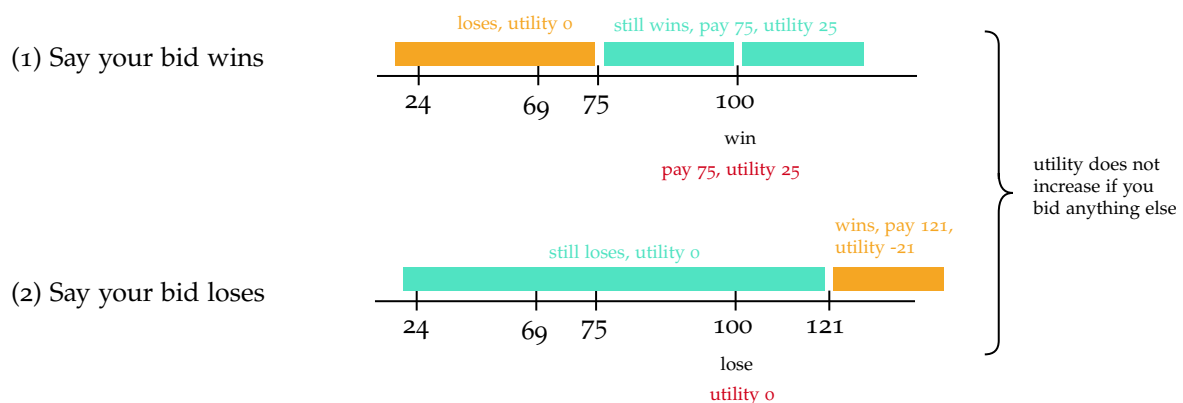 loses, utility 0
still wins, pay 75, utility 25
(1) Say your bid wins
24
69
75
100
win
pay 75, utility 25
utility does not
increase if you
bid anything else
wins, pay 121,
utility -21
still loses, utility 0
(2) Say your bid loses
24
69
75
100
121
lose
utility 0